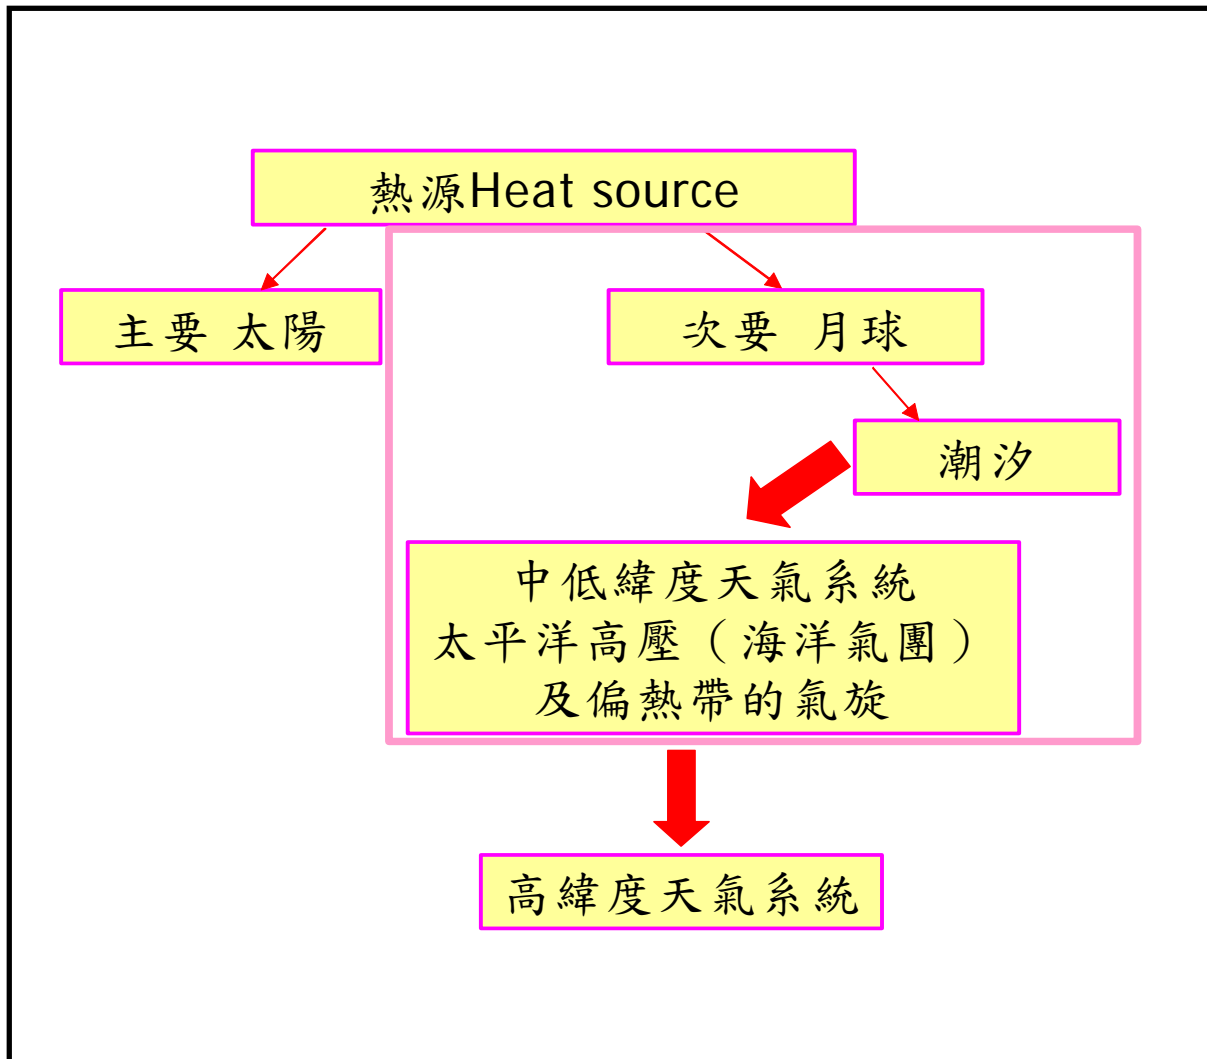 熱源Heat source
主要 太陽
次要 月球
潮汐
中低緯度天氣系統
太平洋高壓（海洋氣團）
及偏熱帶的氣旋
高緯度天氣系統